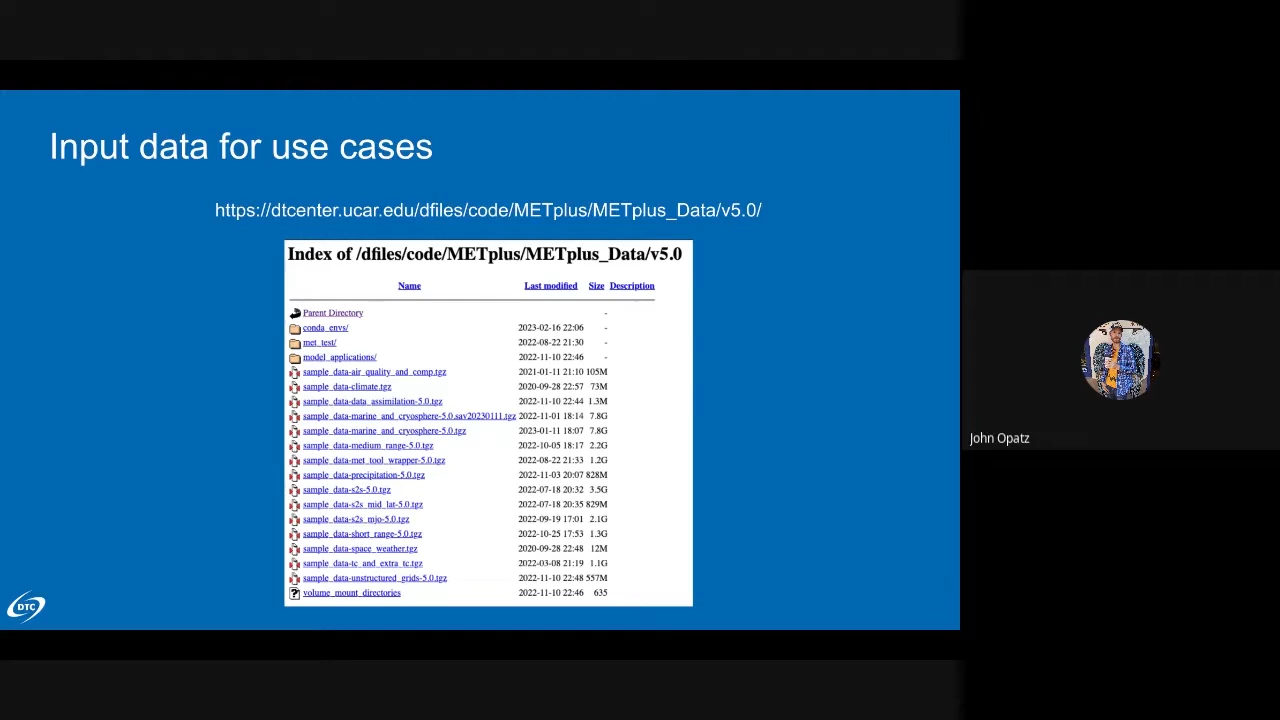 Input data for use cases
https://dtcenter.ucar.edu/dfiles/code/METplus/METplus_Data/v5.0/
Index of /dfiles/code/METplus/METplus_Data/v5.0
Name Last modified Size Description
Parent Directory -
conda_envs/ 2023-02-16 22:06 -
met_test/ 2022-08-22 21:30 -
model_applications/ 2022-11-10 22:46 -
sample_data-air_quality_and_comp.tgz 2021-01-11 21:10 105M
sample_data-climate.tgz 2020-09-28 22:57 73M
sample_data-data_assimilation-5.0.tgz 2022-11-10 22:44 1.3M
sample_data-marine_and_cryosphere-5.0.sav20230111.tgz 2022-11-01 18:14 7.8G
sample_data-marine_and_cryosphere-5.0.tgz 2023-01-11 18:07 7.8G
sample_data-medium_range-5.0.tgz 2022-10-05 18:17 2.2G
sample_data-met_tool_wrapper-5.0.tgz 2022-08-22 21:33 1.2G
sample_data-precipitation-5.0.tgz 2022-11-03 20:07 828M
sample_data-s2s-5.0.tgz 2022-07-18 20:32 3.5G
sample_data-s2s_mid_lat-5.0.tgz 2022-07-18 20:35 829M
sample_data-s2s_mjo-5.0.tgz 2022-09-19 17:01 2.1G
sample_data-short_range-5.0.tgz 2022-10-25 17:53 1.3G
sample_data-space_weather.tgz 2020-09-28 22:48 12M
sample_data-tc_and_extra_tc.tgz 2022-03-08 21:19 1.1G
sample_data-unstructured_grids-5.0.tgz 2022-11-10 22:48 557M
volume_mount_directories 2022-11-10 22:46 635
DTC
John Opatz